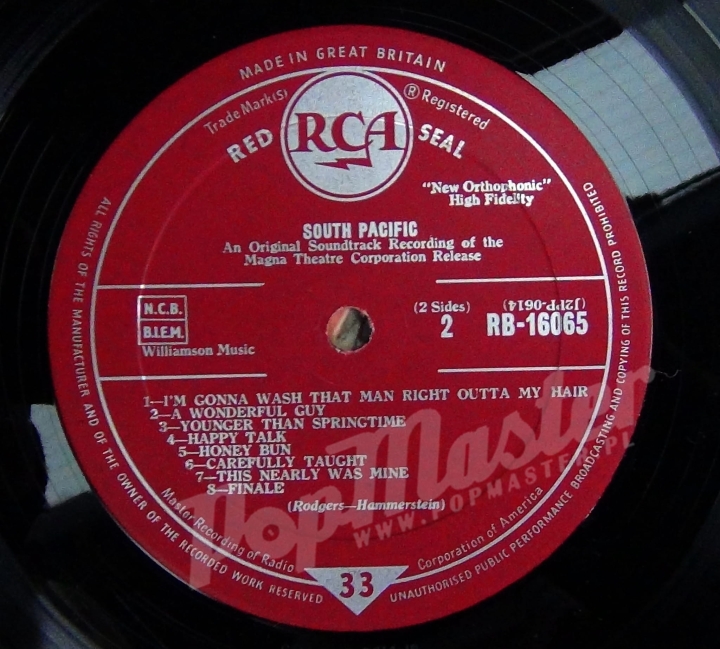 MADE IN GREAT BRITAIN
Trade Mark(s)
® Registered
RED
RCA
SEAL
"New Orthophonic"
High Fidelity
SOUTH PACIFIC
An Original Soundtrack Recording of the
Magna Theatre Corporation Release
N.C.B.
B.I.E.M.
Williamson Music
(2 Sides)
2
(J2PP-0614)
RB-16065
1—I'M GONNA WASH THAT MAN RIGHT OUTTA MY HAIR
2—A WONDERFUL GUY
3—YOUNGER THAN SPRINGTIME
4—HAPPY TALK
5—HONEY BUN
6—CAREFULLY TAUGHT
7—THIS NEARLY WAS MINE
8—FINALE
(Rodgers—Hammerstein)
Master Recording of Radio
Corporation of America
33
ALL RIGHTS OF THE MANUFACTURER AND OF THE OWNER OF THE RECORDED WORK RESERVED
UNAUTHORISED PUBLIC PERFORMANCE BROADCASTING AND COPYING OF THIS RECORD PROHIBITED
PopMaster
WWW.POPMASTER.PL